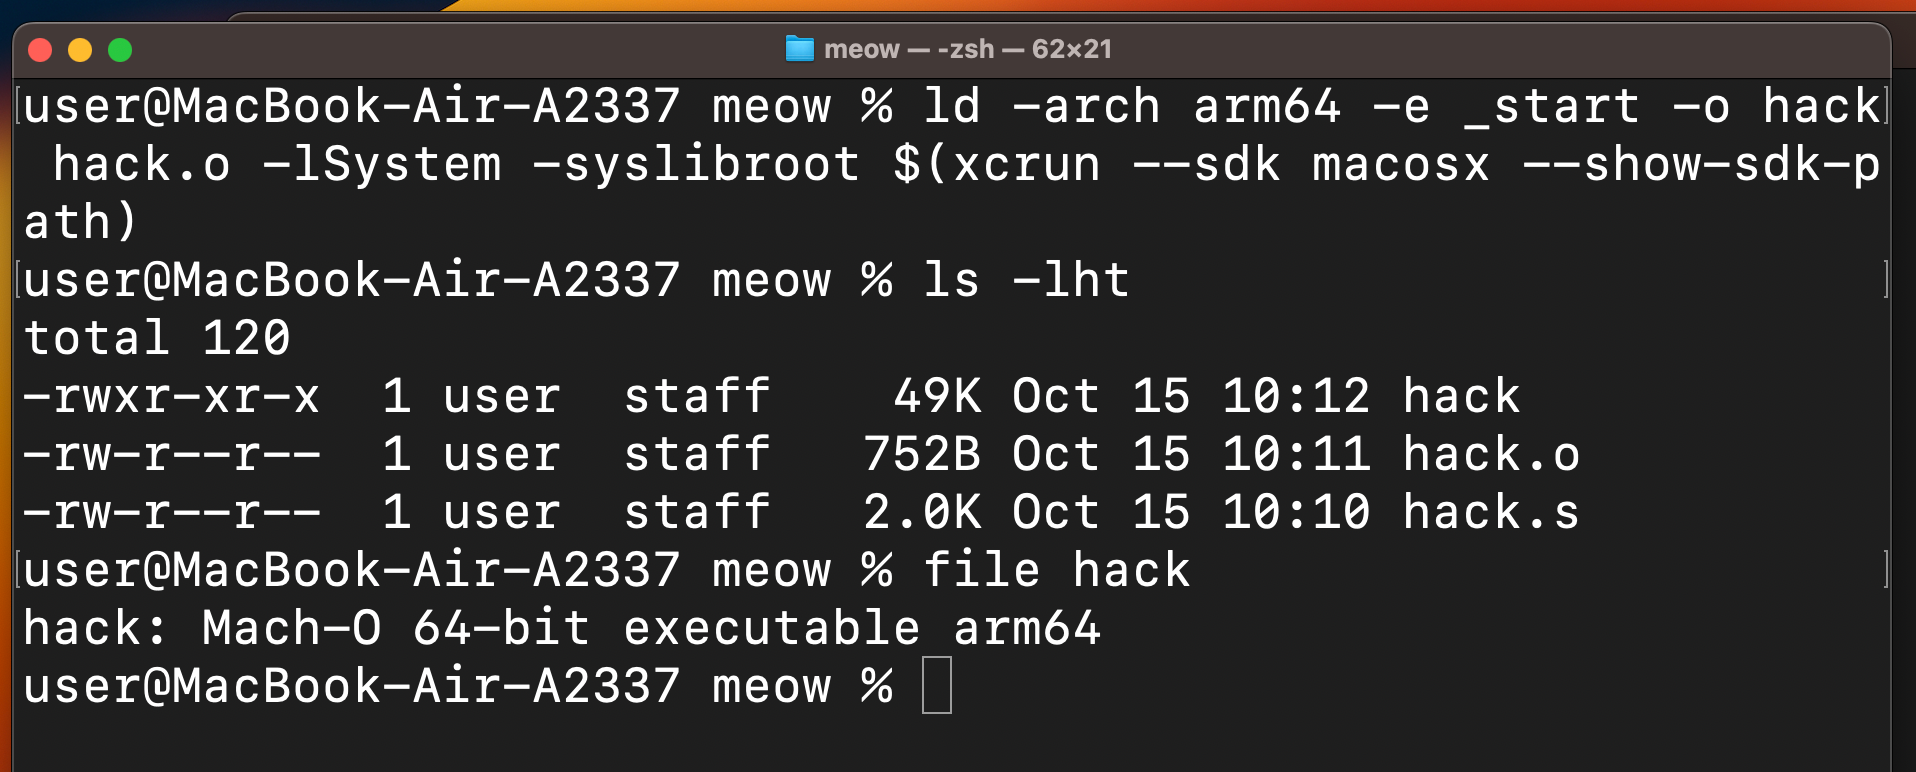 meow — -zsh — 62×21
user@MacBook-Air-A2337 meow % ld -arch arm64 -e _start -o hack
 hack.o -lSystem -syslibroot $(xcrun --sdk macosx --show-sdk-p
ath)
user@MacBook-Air-A2337 meow % ls -lht
total 120
-rwxr-xr-x  1 user  staff    49K Oct 15 10:12 hack
-rw-r--r--  1 user  staff   752B Oct 15 10:11 hack.o
-rw-r--r--  1 user  staff   2.0K Oct 15 10:10 hack.s
user@MacBook-Air-A2337 meow % file hack
hack: Mach-O 64-bit executable arm64
user@MacBook-Air-A2337 meow %